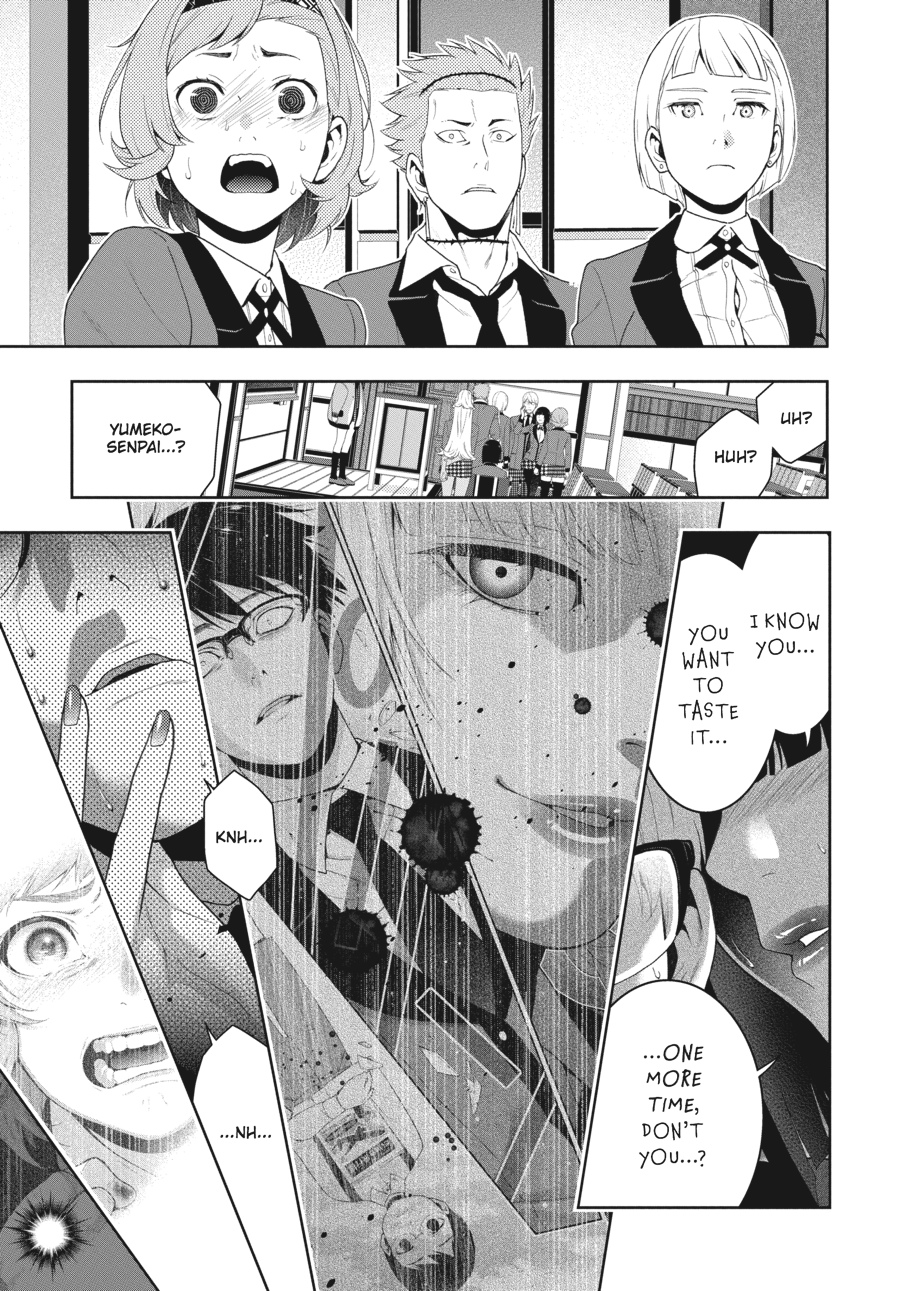 UH?
HUH?
YUMEKO-
SENPAI...?
I KNOW
YOU...
YOU
WANT
TO
TASTE
IT...
...ONE
MORE
TIME,
DON'T
YOU...?
KNH...
...NH...